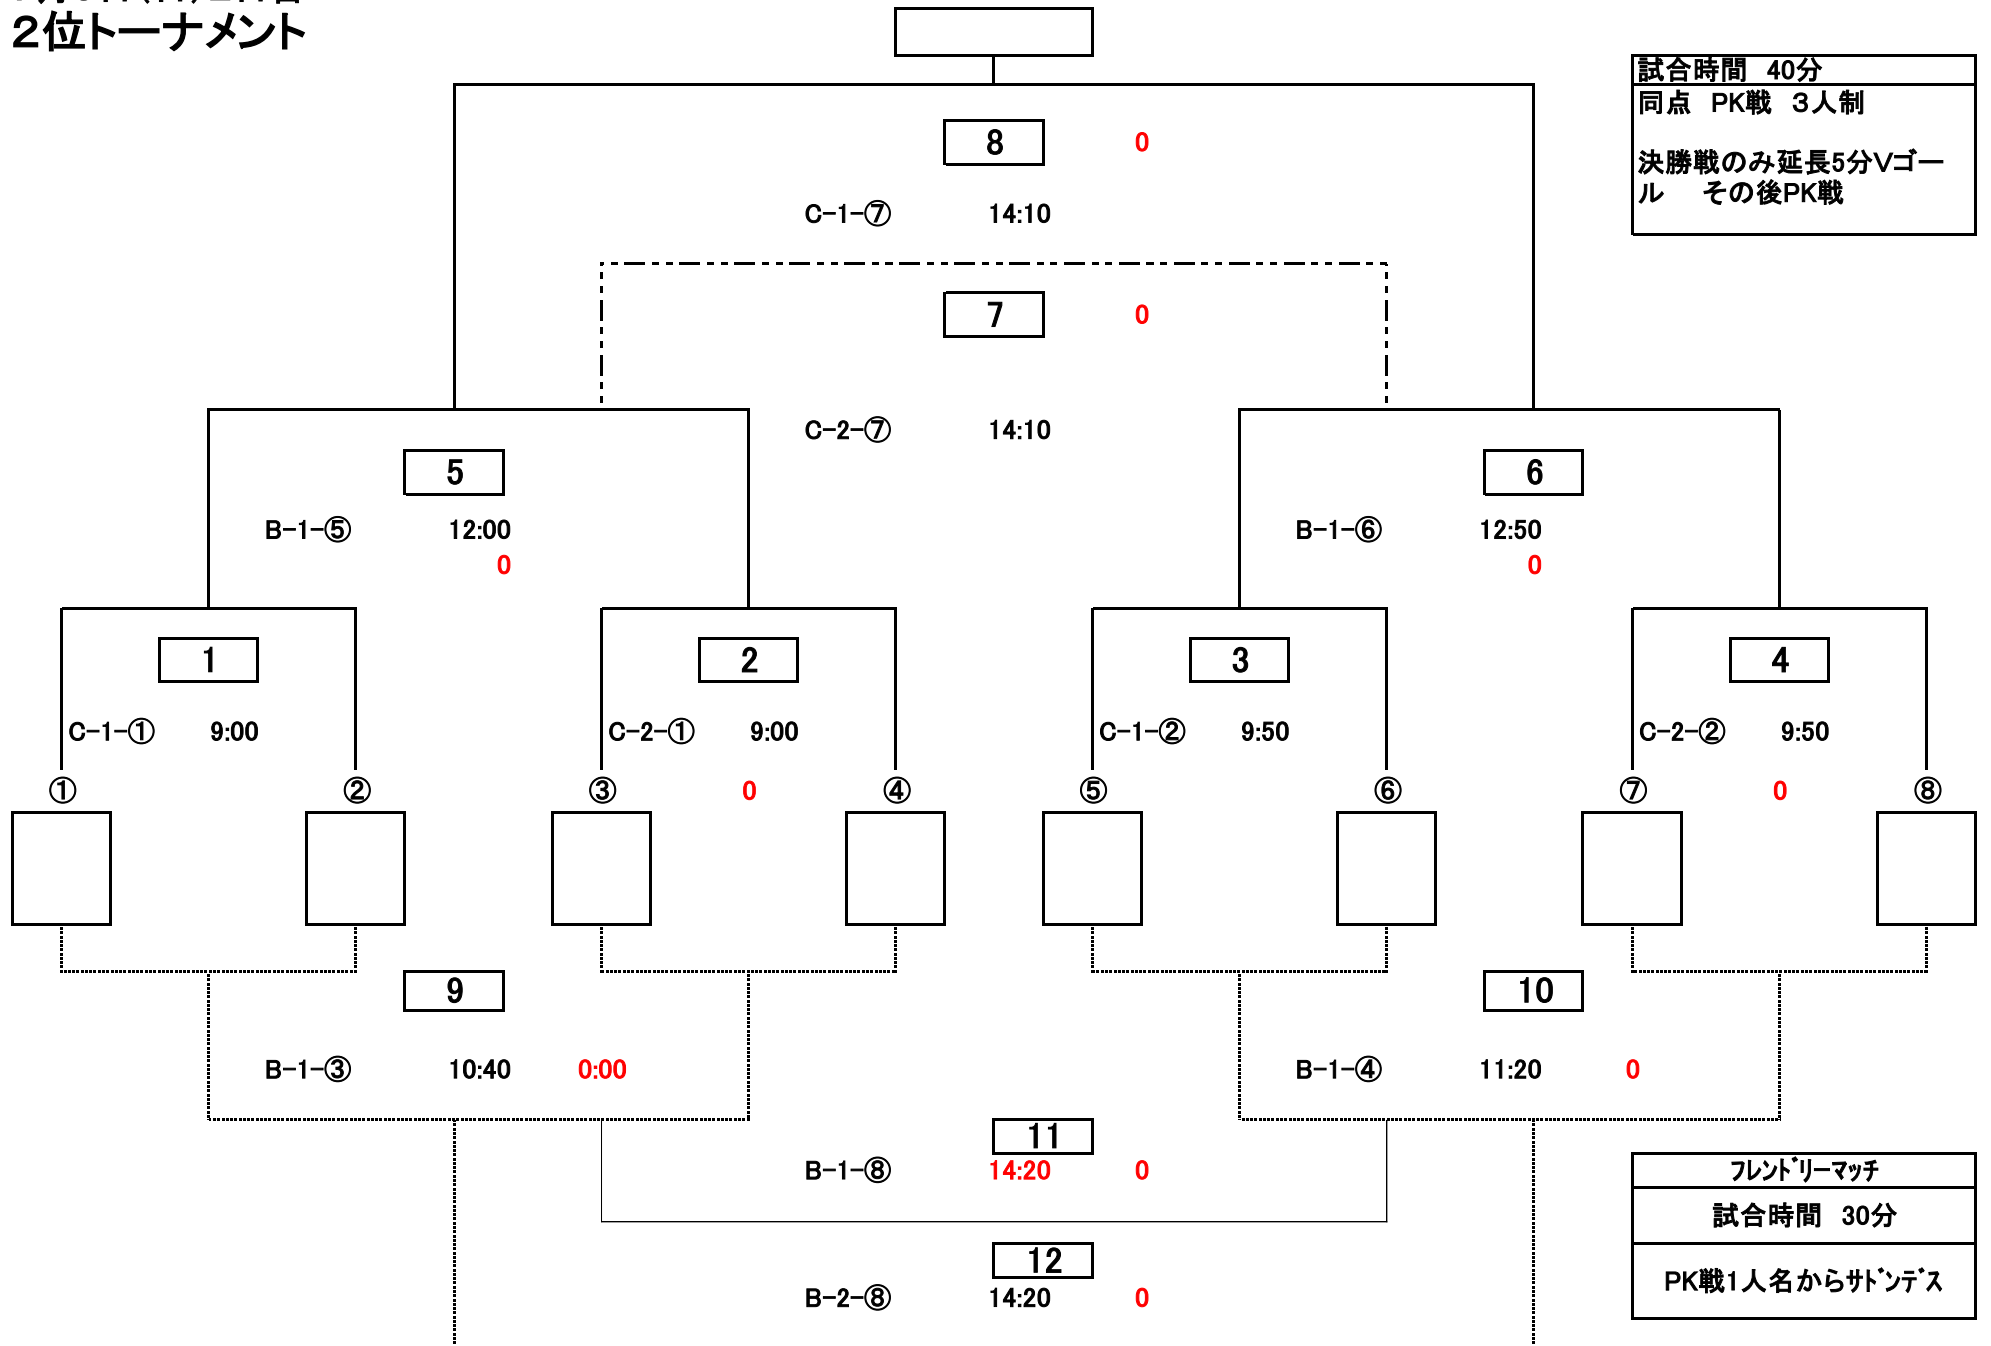 ２位トーナメント
試合時間　40分
同点　PK戦　３人制
8 0
決勝戦のみ延長5分Vゴー
ル　その後PK戦
C-1-⑦ 14:10
7 0
C-2-⑦ 14:10
5 6
B-1-⑤ 12:00 B-1-⑥ 12:50
0 0
1 2 3 4
C-1-① 9:00 C-2-① 9:00 C-1-② 9:50 C-2-② 9:50
① ② ③ 0 ④ ⑤ ⑥ ⑦ 0 ⑧
9 10
B-1-③ 10:40 0:00 B-1-④ 11:20 0
11
B-1-⑧ 14:20 0
ﾌﾚﾝﾄﾞﾘｰﾏｯﾁ
試合時間　30分
12
PK戦1人名からｻﾄﾞﾝﾃﾞｽ
B-2-⑧ 14:20 0